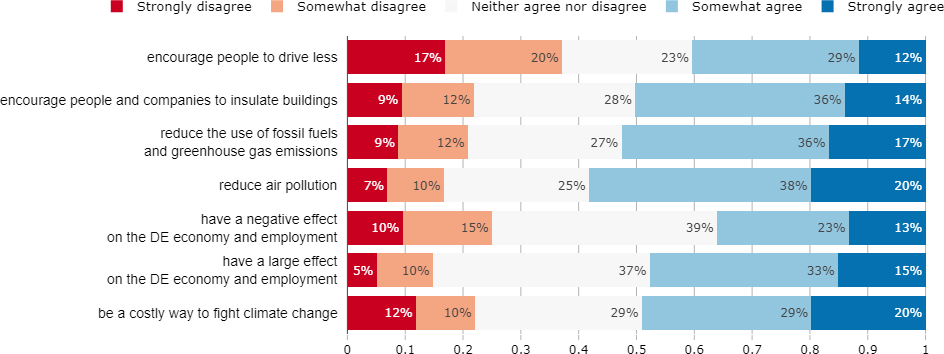 Strongly disagree Somewhat disagree Neither agree nor disagree Somewhat agree Strongly agree
encourage people to drive less 17% 20% 23% 29% 12%
encourage people and companies to insulate buildings 9% 12% 28% 36% 14%
reduce the use of fossil fuels
and greenhouse gas emissions 9% 12% 27% 36% 17%
reduce air pollution 7% 10% 25% 38% 20%
have a negative effect
on the DE economy and employment 10% 15% 39% 23% 13%
have a large effect
on the DE economy and employment 5% 10% 37% 33% 15%
be a costly way to fight climate change 12% 10% 29% 29% 20%
0 0.1 0.2 0.3 0.4 0.5 0.6 0.7 0.8 0.9 1